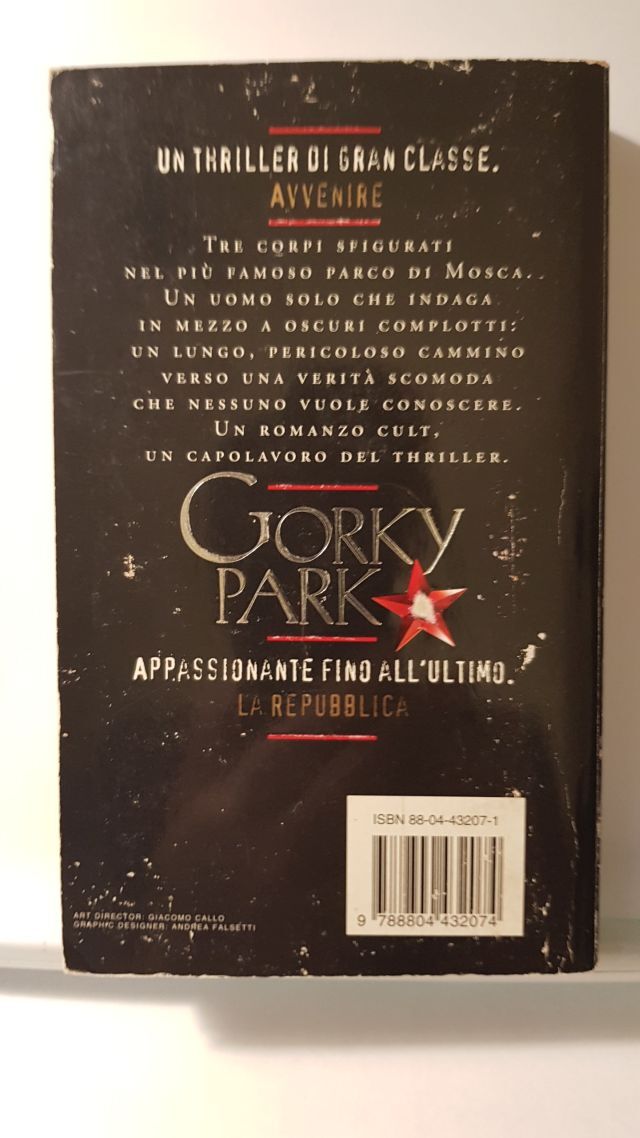 UN THRILLER DI GRAN CLASSE.
AVVENIRE
TRE CORPI SFIGURATI
NEL PIÙ FAMOSO PARCO DI MOSCA..
UN UOMO SOLO CHE INDAGA
IN MEZZO A OSCURI COMPLOTTI:
UN LUNGO, PERICOLOSO CAMMINO
VERSO UNA VERITÀ SCOMODA
CHE NESSUNO VUOLE CONOSCERE.
UN ROMANZO CULT,
UN CAPOLAVORO DEL THRILLER.
GORKY
PARK
APPASSIONANTE FINO ALL'ULTIMO.
LA REPUBBLICA
ISBN 88-04-43207-1
9 788804 432074
ART DIRECTOR: GIACOMO CALLO
GRAPHIC DESIGNER: ANDREA FALSETTI